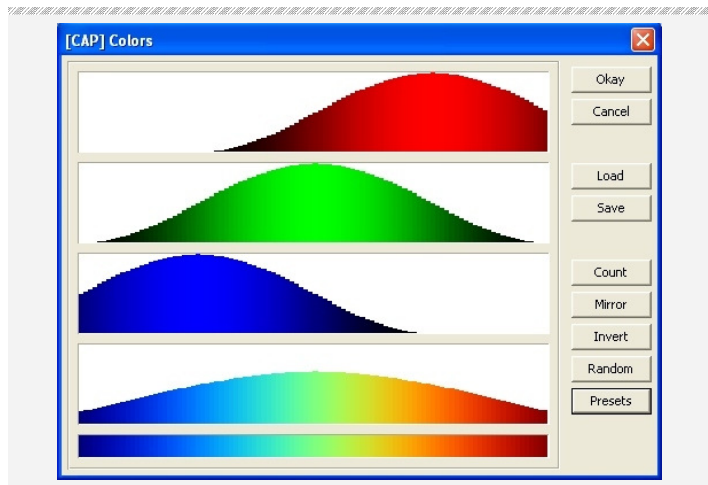 [CAP] Colors
Okay
Cancel
Load
Save
Count
Mirror
Invert
Random
Presets